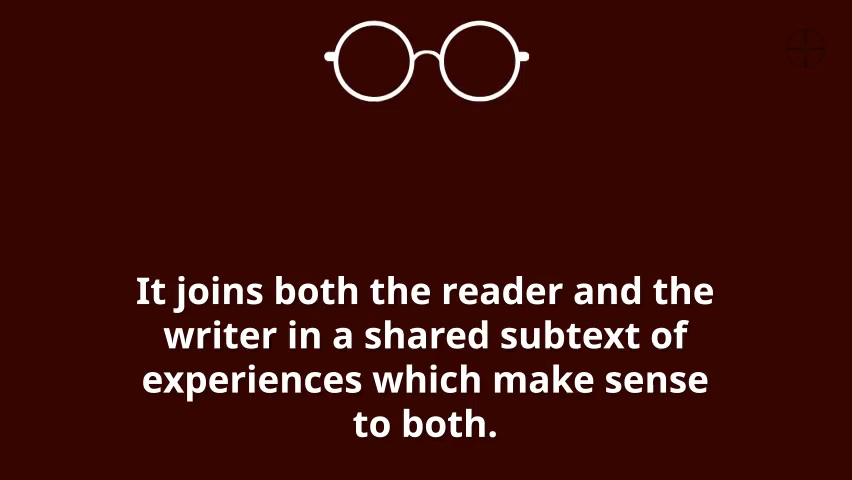 It joins both the reader and the
writer in a shared subtext of
experiences which make sense
to both.